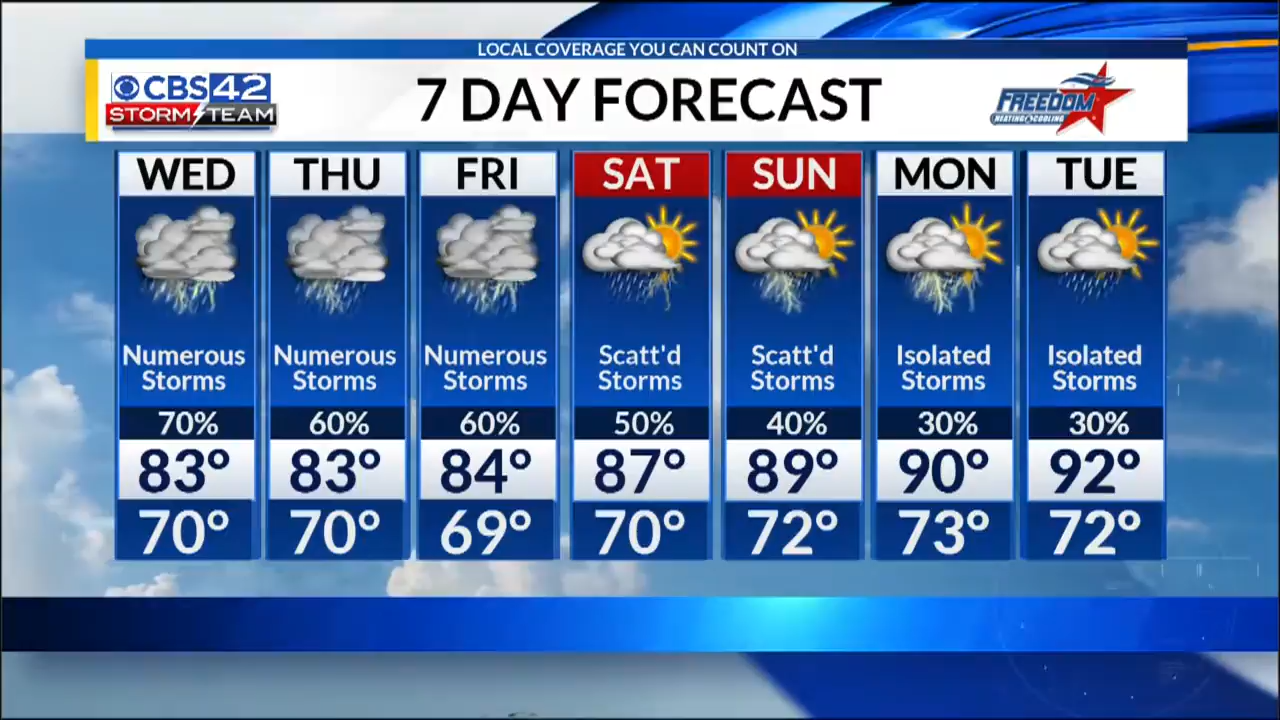 LOCAL COVERAGE YOU CAN COUNT ON
CBS 42
STORM TEAM
7 DAY FORECAST
FREEDOM
HEATING & COOLING
WED THU FRI SAT SUN MON TUE
Numerous Numerous Numerous Scatt'd Scatt'd Isolated Isolated
Storms Storms Storms Storms Storms Storms Storms
70% 60% 60% 50% 40% 30% 30%
83° 83° 84° 87° 89° 90° 92°
70° 70° 69° 70° 72° 73° 72°